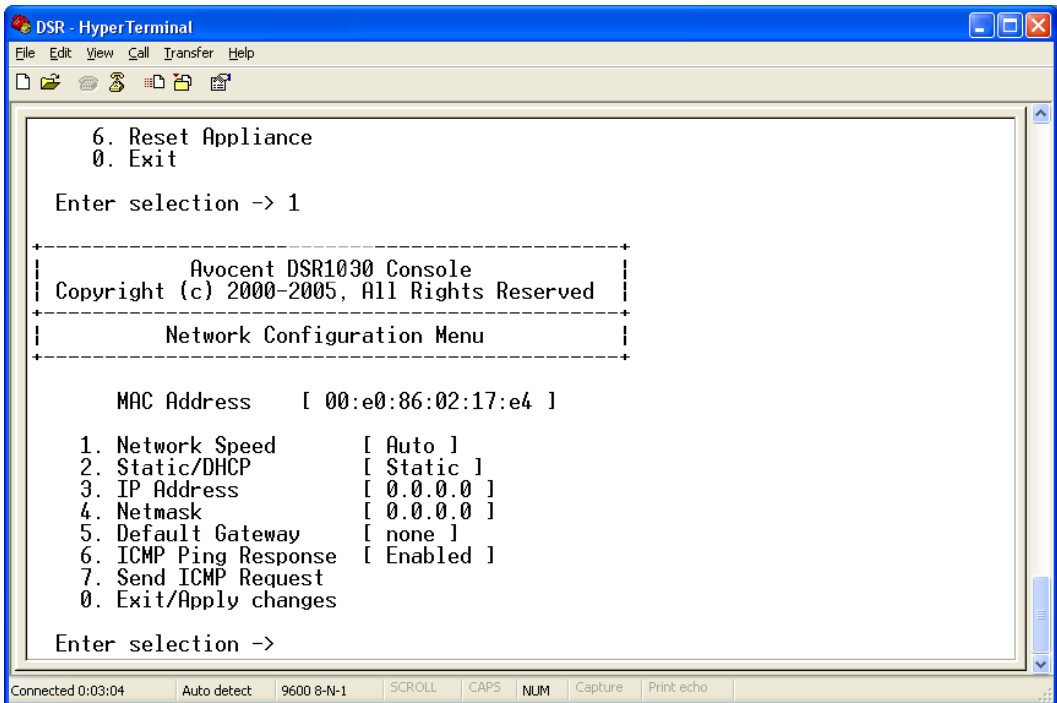 DSR - HyperTerminal
File Edit View Call Transfer Help
6. Reset Appliance
0. Exit
Enter selection -> 1
+-----------------------------------------------+
| Avocent DSR1030 Console |
| Copyright (c) 2000-2005, All Rights Reserved |
+-----------------------------------------------+
| Network Configuration Menu |
+-----------------------------------------------+
MAC Address [ 00:e0:86:02:17:e4 ]
1. Network Speed [ Auto ]
2. Static/DHCP [ Static ]
3. IP Address [ 0.0.0.0 ]
4. Netmask [ 0.0.0.0 ]
5. Default Gateway [ none ]
6. ICMP Ping Response [ Enabled ]
7. Send ICMP Request
0. Exit/Apply changes
Enter selection ->
Connected 0:03:04 Auto detect 9600 8-N-1 SCROLL CAPS NUM Capture Print echo